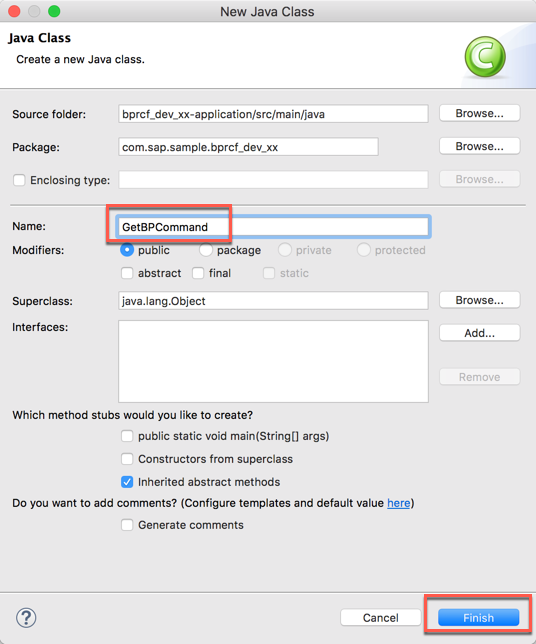 New Java Class
Java Class
Create a new Java class.
C
Source folder: bprcf_dev_xx-application/src/main/java Browse...
Package: com.sap.sample.bprcf_dev_xx Browse...
Enclosing type: Browse...
Name: GetBPCommand
Modifiers: public package private protected
abstract final static
Superclass: java.lang.Object Browse...
Interfaces: Add...
Remove
Which method stubs would you like to create?
public static void main(String[] args)
Constructors from superclass
Inherited abstract methods
Do you want to add comments? (Configure templates and default value here)
Generate comments
? Cancel Finish